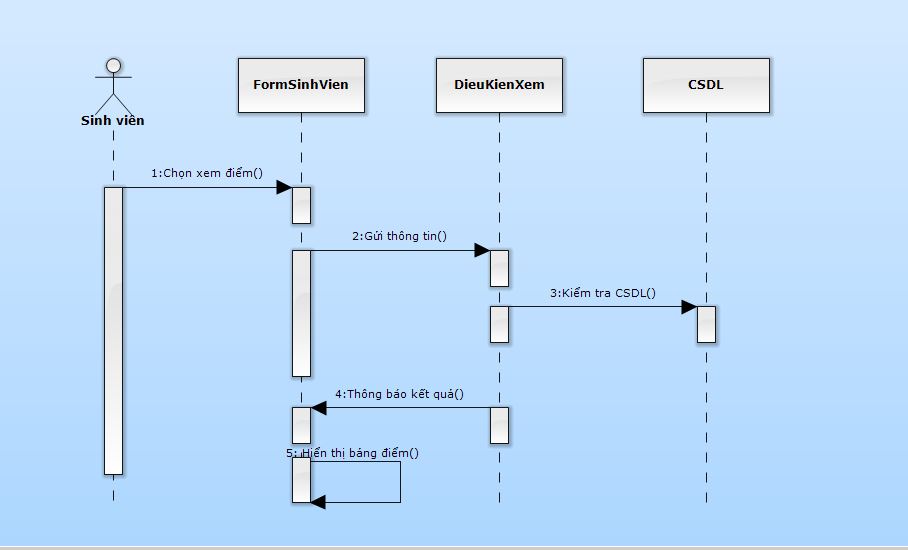 FormSinhVien
DieuKienXem
CSDL
Sinh viên
1:Chọn xem điểm()
2:Gửi thông tin()
3:Kiểm tra CSDL()
4:Thông báo kết quả()
5: Hiển thị bảng điểm()